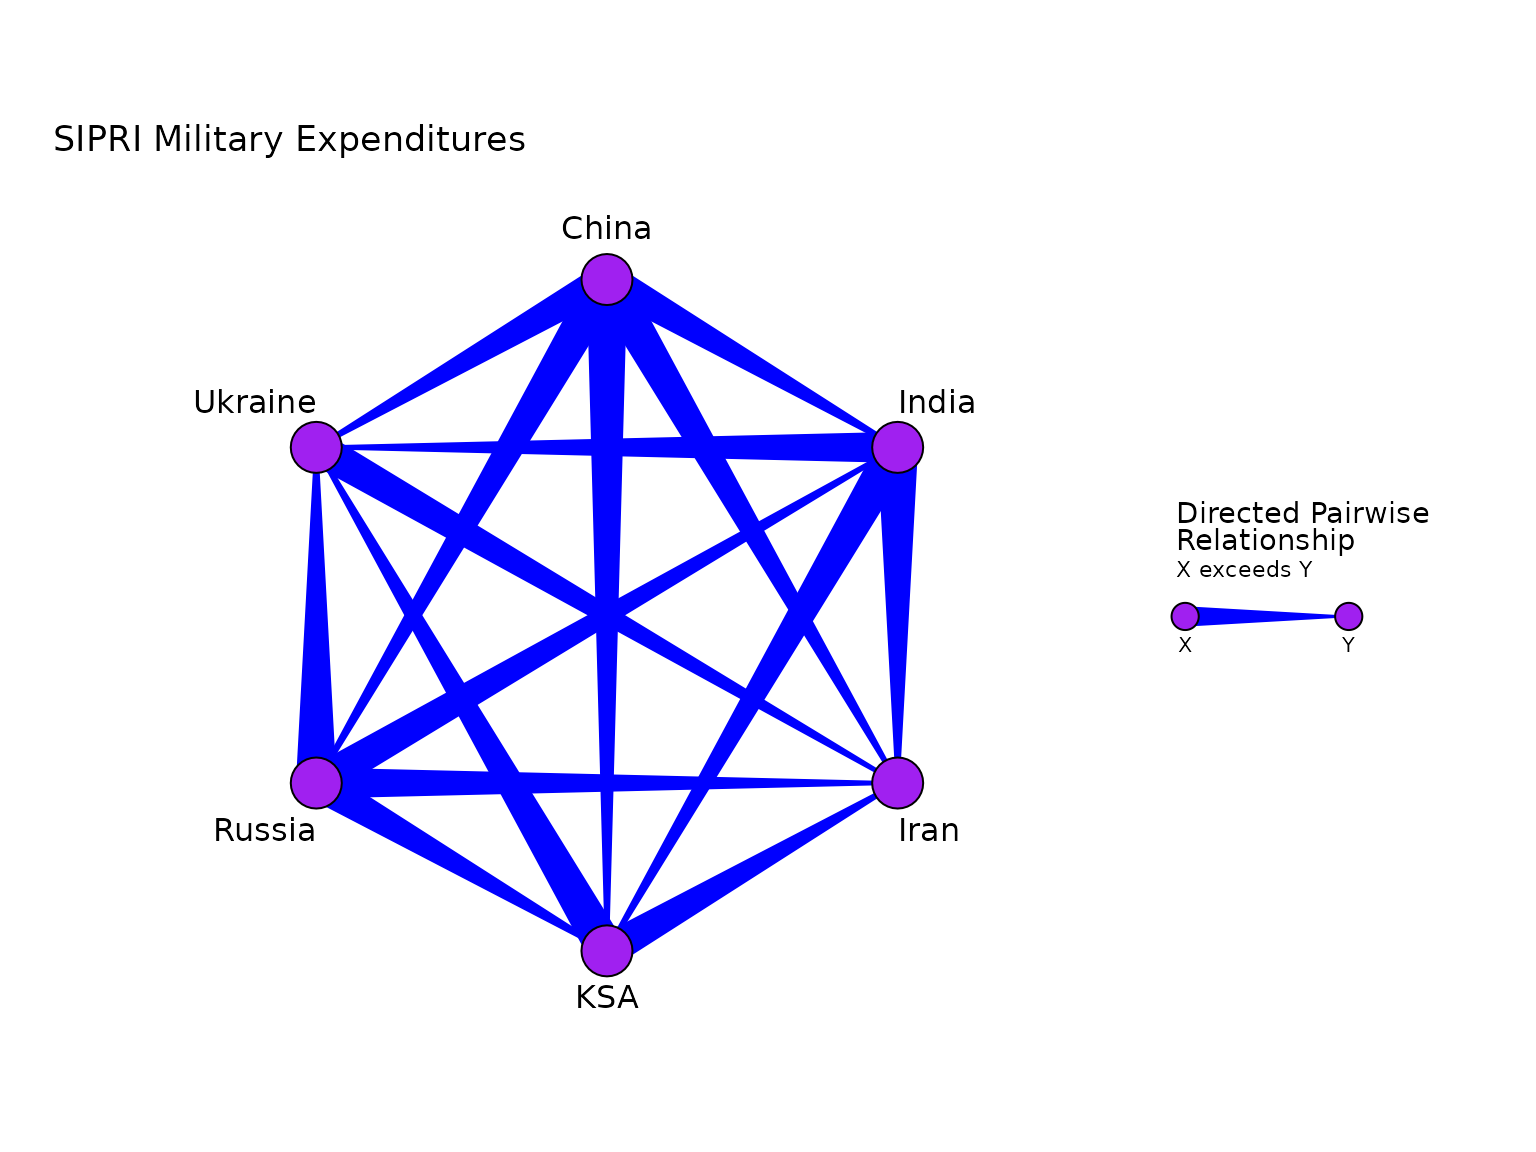 SIPRI Military Expenditures
China
Ukraine
India
Directed Pairwise
Relationship
X exceeds Y
X
Y
Russia
Iran
KSA